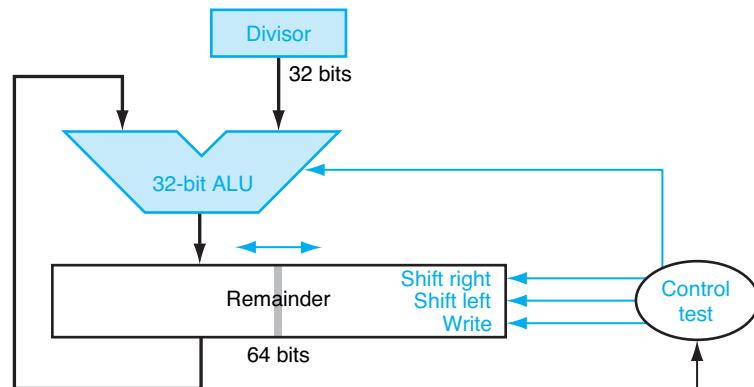 Divisor
32 bits
32-bit ALU
Remainder
Shift right
Shift left
Write
Control
test
64 bits